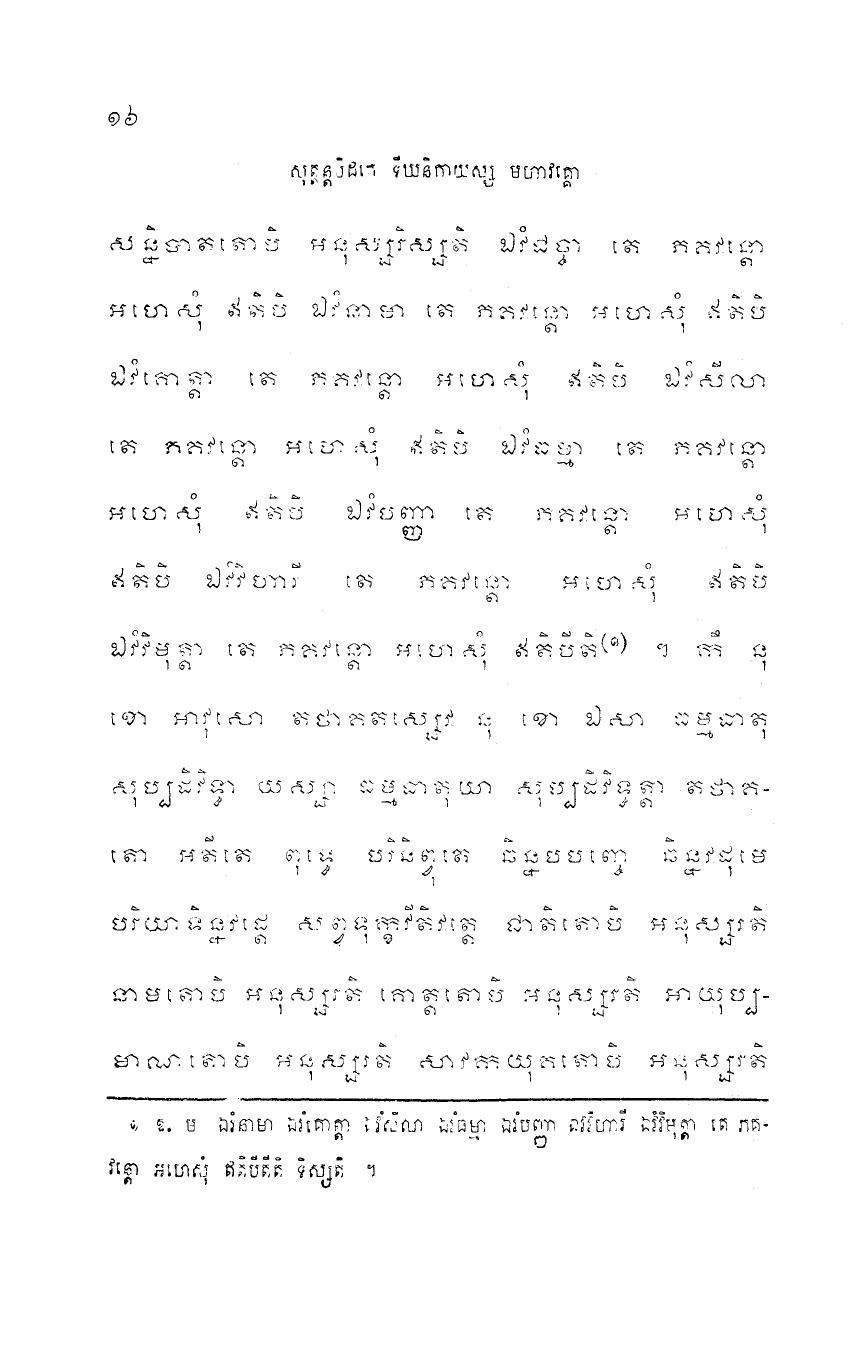 ១៦
សុត្តន្តបិដកេ ទីឃនិកាយស្ស មហាវគ្គោ
សន្និបាតតោបិ អនុស្សរិស្សតិ ឯវំជច្ចា តេ ភគវន្តោ
អហេសុំ ឥតិបិ ឯវំនាមា តេ ភគវន្តោ អហេសុំ ឥតិបិ
ឯវំគោត្តា តេ ភគវន្តោ អហេសុំ ឥតិបិ ឯវំសីលា
តេ ភគវន្តោ អហេសុំ ឥតិបិ ឯវំធម្មា តេ ភគវន្តោ
អហេសុំ ឥតិបិ ឯវំបញ្ញា តេ ភគវន្តោ អហេសុំ
ឥតិបិ ឯវំវិហារី តេ ភគវន្តោ អហេសុំ ឥតិបិ
ឯវំវិមុត្តា តេ ភគវន្តោ អហេសុំ ឥតិបីតិ(១) ។ កឹ នុ
ខោ អាវុសោ តថាគតស្សេវ នុ ខោ ឯសា ធម្មធាតុ
សុប្បដិវិទ្ធា យស្សា ធម្មធាតុយា សុប្បដិវិទ្ធត្តា តថាគ-
តោ អតីតេ ពុទ្ធេ បរិនិព្វុតេ ឆិន្នបបញ្ចេ ឆិន្នវដុមេ
បរិយាទិន្នវដ្ដេ សព្វទុក្ខវីតិវត្តេ ជាតិតោបិ អនុស្សរតិ
នាមតោបិ អនុស្សរតិ គោត្តតោបិ អនុស្សរតិ អាយុប្ប-
មាណតោបិ អនុស្សរតិ សាវកយុគតោបិ អនុស្សរតិ
១ ឱ. ម ឯវំនាមា ឯវំគោត្តា ឯវំសីលា ឯវំធម្មា ឯវំបញ្ញា ឯវំវិហារី ឯវំវិមុត្តា តេ ភគ-
វន្តោ អហេសុំ ឥតិបីតីតិ ទិស្សតិ ។